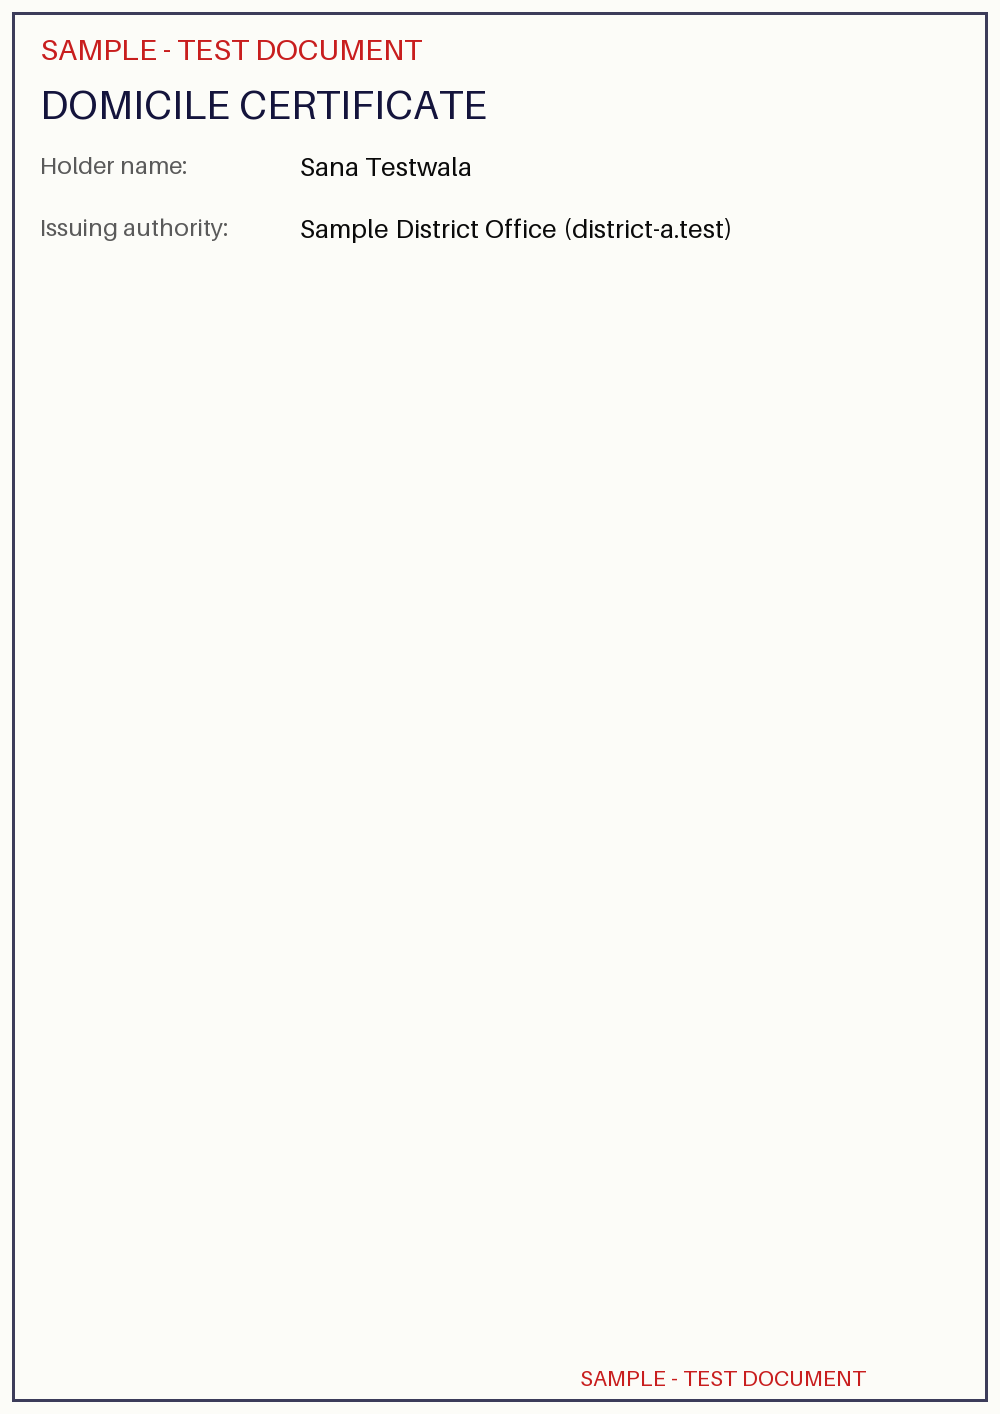 SAMPLE - TEST DOCUMENT
DOMICILE CERTIFICATE
Holder name: Sana Testwala
Issuing authority: Sample District Office (district-a.test)
SAMPLE - TEST DOCUMENT